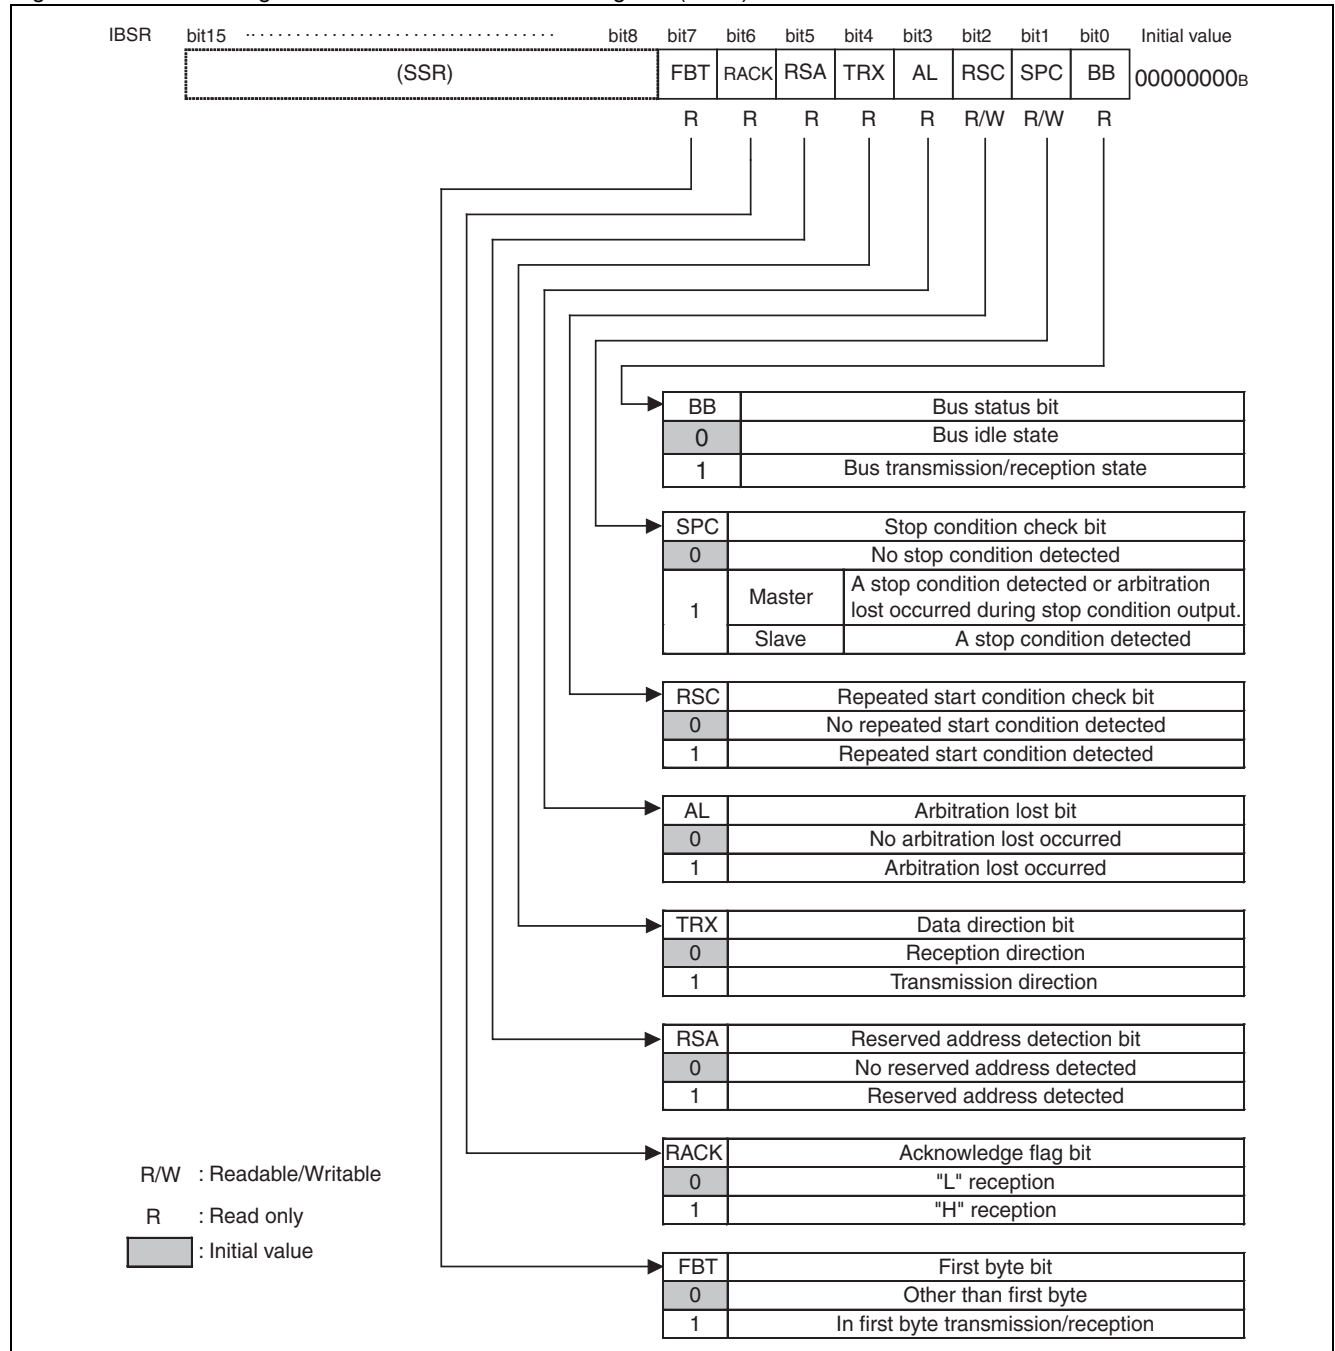 IBSR bit15 ................................. bit8 bit7 bit6 bit5 bit4 bit3 bit2 bit1 bit0 Initial value
(SSR) FBT RACK RSA TRX AL RSC SPC BB 00000000B
R R R R R R/W R/W R
BB Bus status bit
0 Bus idle state
1 Bus transmission/reception state
SPC Stop condition check bit
0 No stop condition detected
1 Master A stop condition detected or arbitration
lost occurred during stop condition output.
Slave A stop condition detected
RSC Repeated start condition check bit
0 No repeated start condition detected
1 Repeated start condition detected
AL Arbitration lost bit
0 No arbitration lost occurred
1 Arbitration lost occurred
TRX Data direction bit
0 Reception direction
1 Transmission direction
RSA Reserved address detection bit
0 No reserved address detected
1 Reserved address detected
RACK Acknowledge flag bit
0 "L" reception
1 "H" reception
FBT First byte bit
0 Other than first byte
1 In first byte transmission/reception
R/W : Readable/Writable
R : Read only
: Initial value